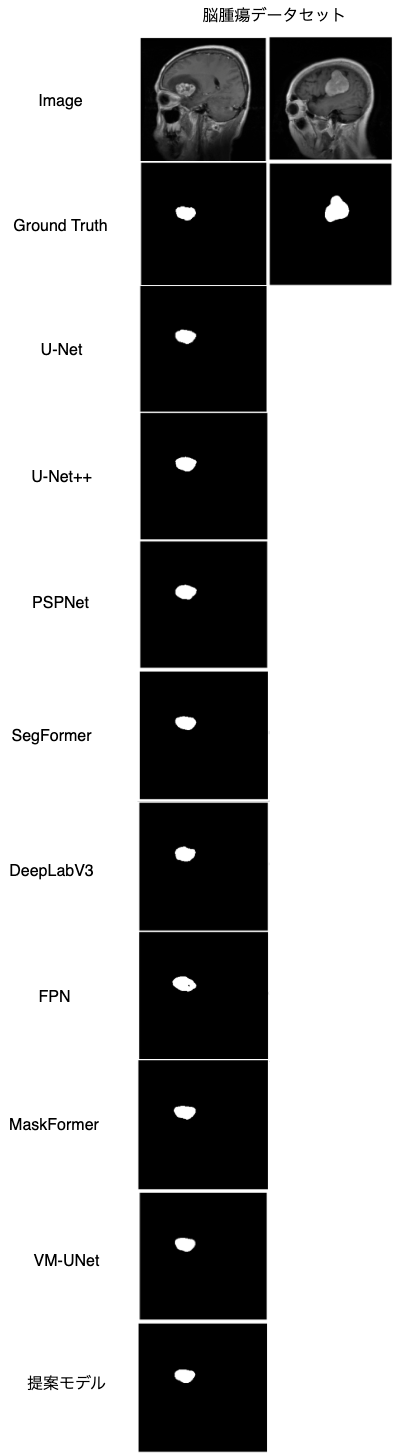 脳腫瘍データセット
Image
Ground Truth
U-Net
U-Net++
PSPNet
SegFormer
DeepLabV3
FPN
MaskFormer
VM-UNet
提案モデル